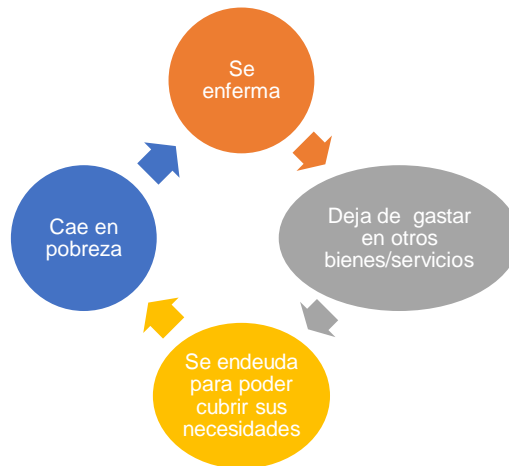 Se
enferma
Deja de gastar
en otros
bienes/servicios
Se endeuda
para poder
cubrir sus
necesidades
Cae en
pobreza